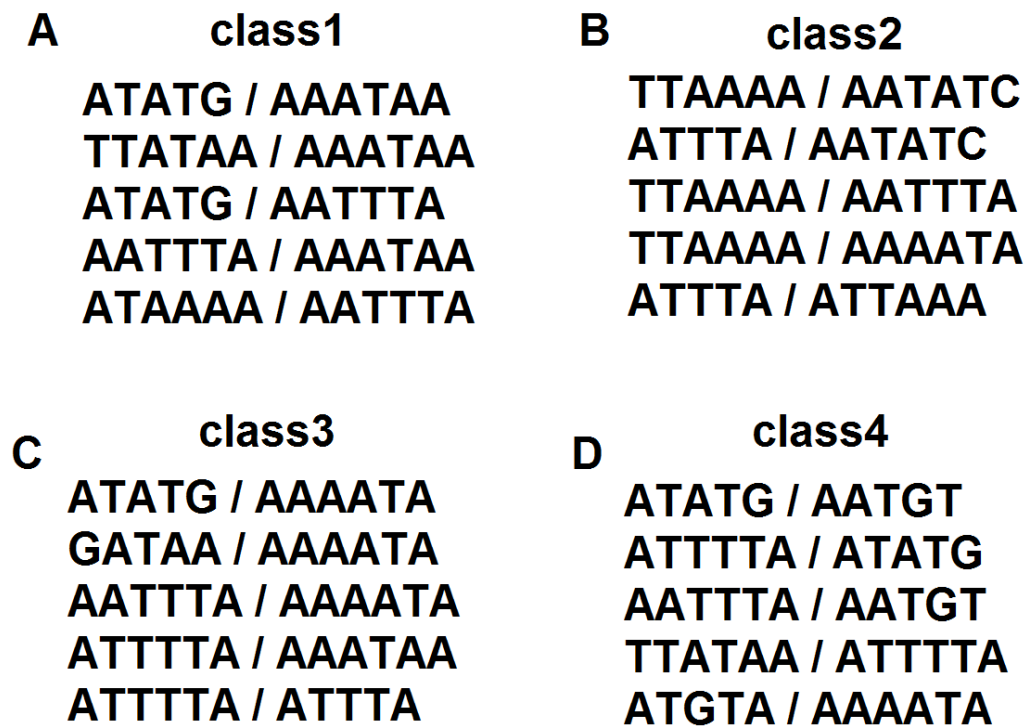 A class1
ATATG / AAATAA
TTATAA / AAATAA
ATATG / AATTTA
AATTTA / AAATAA
ATAAAA / AATTTA
B class2
TTAAAA / AATATC
ATTTA / AATATC
TTAAAA / AATTTA
TTAAAA / AAAATA
ATTTA / ATTAAA
C class3
ATATG / AAAATA
GATAA / AAAATA
AATTTA / AAAATA
ATTTTA / AAATAA
ATTTTA / ATTTA
D class4
ATATG / AATGT
ATTTTA / ATATG
AATTTA / AATGT
TTATAA / ATTTTA
ATGTA / AAAATA